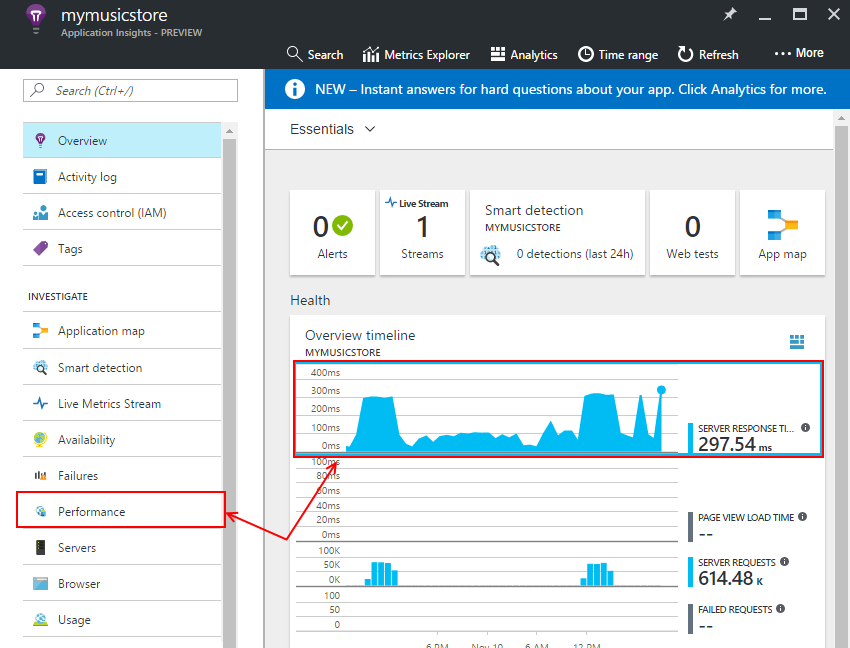 mymusicstore
Application Insights - PREVIEW
Search
Metrics Explorer
Analytics
Time range
Refresh
More
Search (Ctrl+/)
Overview
Activity log
Access control (IAM)
Tags
INVESTIGATE
Application map
Smart detection
Live Metrics Stream
Availability
Failures
Performance
Servers
Browser
Usage
NEW – Instant answers for hard questions about your app. Click Analytics for more.
Essentials
0
Alerts
Live Stream
1
Streams
Smart detection
MYMUSICSTORE
0 detections (last 24h)
0
Web tests
App map
Health
Overview timeline
MYMUSICSTORE
400ms
300ms
200ms
100ms
0ms
SERVER RESPONSE TI...
297.54 ms
100ms
80ms
60ms
40ms
20ms
0ms
PAGE VIEW LOAD TIME
--
100K
50K
0K
SERVER REQUESTS
614.48 K
100
50
0
FAILED REQUESTS
--
6 PM
Nov 10
6 AM
12 PM